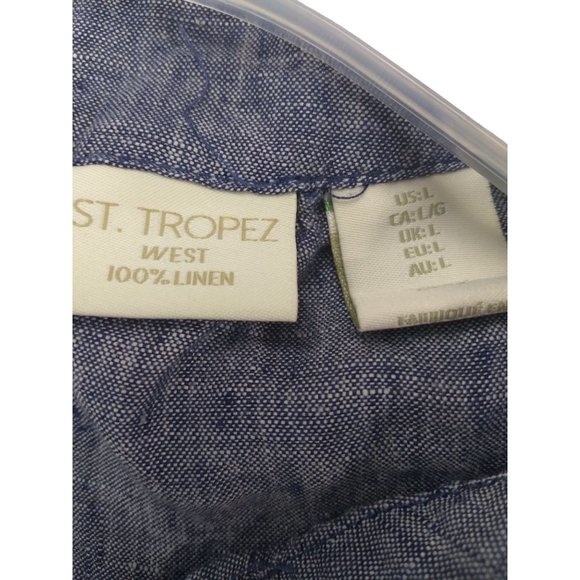 ST. TROPEZ
WEST
100% LINEN
US: L
CA: L/G
UK: L
EU: L
AU: L